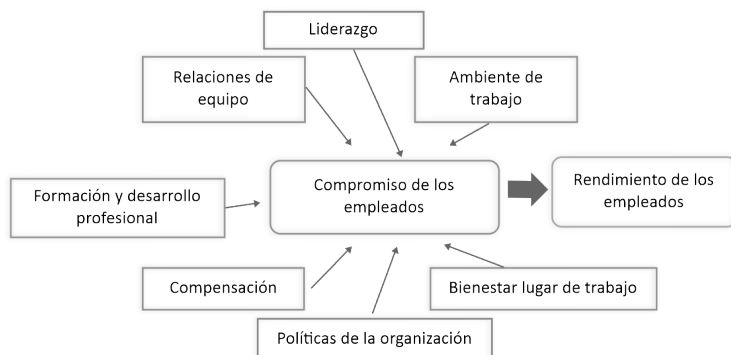 Liderazgo
Relaciones de
equipo
Ambiente de
trabajo
Compromiso de los
empleados
Rendimiento de los
empleados
Formación y desarrollo
profesional
Compensación
Bienestar lugar de trabajo
Políticas de la organización